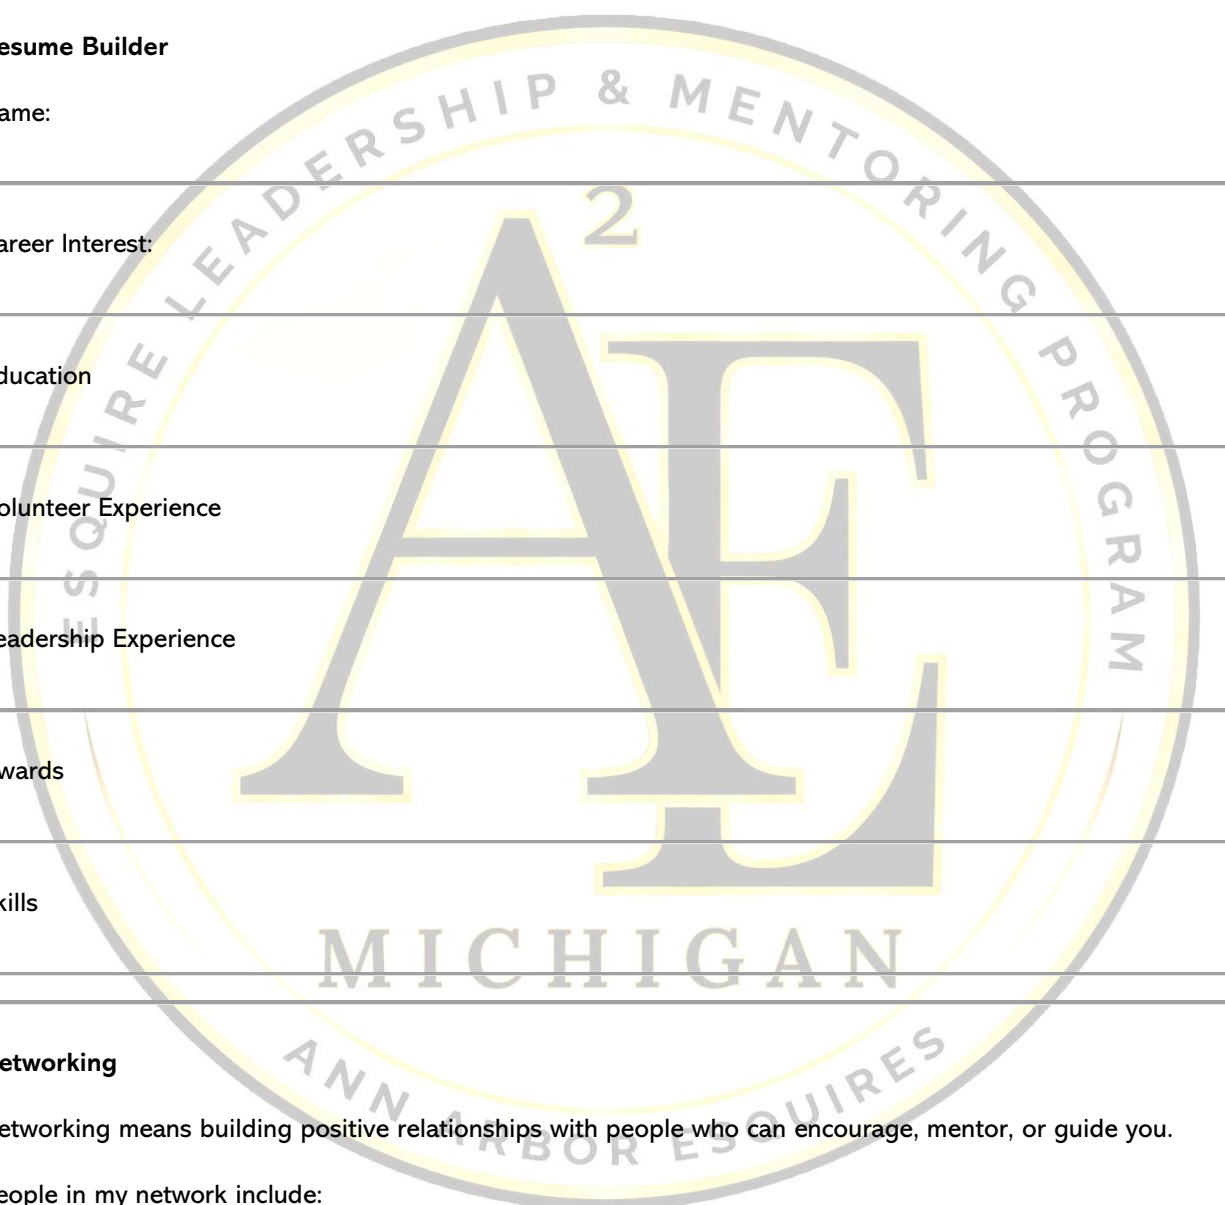 esume Builder
ame:
areer Interest:
ducation
olunteer Experience
eadership Experience
wards
kills
etworking
etworking means building positive relationships with people who can encourage, mentor, or guide you.
eople in my network include:
ESQUIRE LEADERSHIP & MENTORING PROGRAM
2
AE
MICHIGAN
ANN ARBOR ESQUIRES